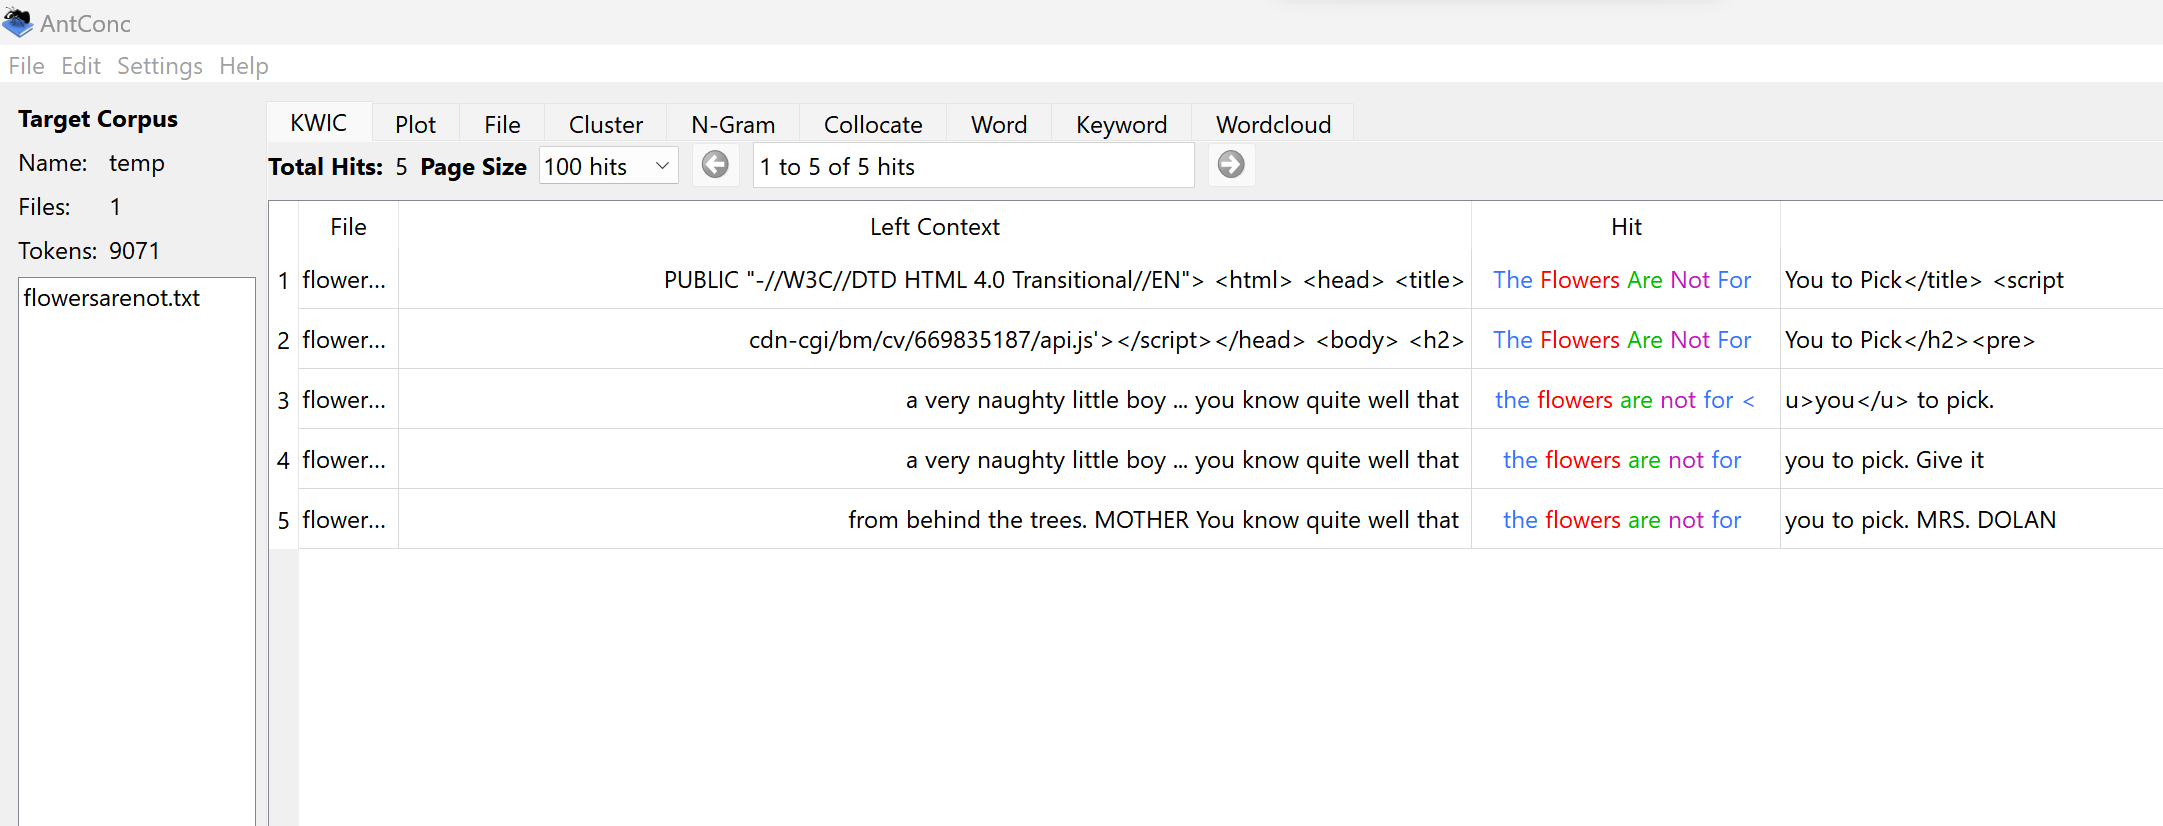 AntConc
File Edit Settings Help
Target Corpus
Name: temp
Files: 1
Tokens: 9071
flowersarenot.txt
KWIC Plot File Cluster N-Gram Collocate Word Keyword Wordcloud
Total Hits: 5 Page Size 100 hits 1 to 5 of 5 hits
File Left Context Hit
1 flower... PUBLIC "-//W3C//DTD HTML 4.0 Transitional//EN"> <html> <head> <title> The Flowers Are Not For You to Pick</title> <script
2 flower... cdn-cgi/bm/cv/669835187/api.js'></script></head> <body> <h2> The Flowers Are Not For You to Pick</h2><pre>
3 flower... a very naughty little boy ... you know quite well that the flowers are not for < u>you</u> to pick.
4 flower... a very naughty little boy ... you know quite well that the flowers are not for you to pick. Give it
5 flower... from behind the trees. MOTHER You know quite well that the flowers are not for you to pick. MRS. DOLAN